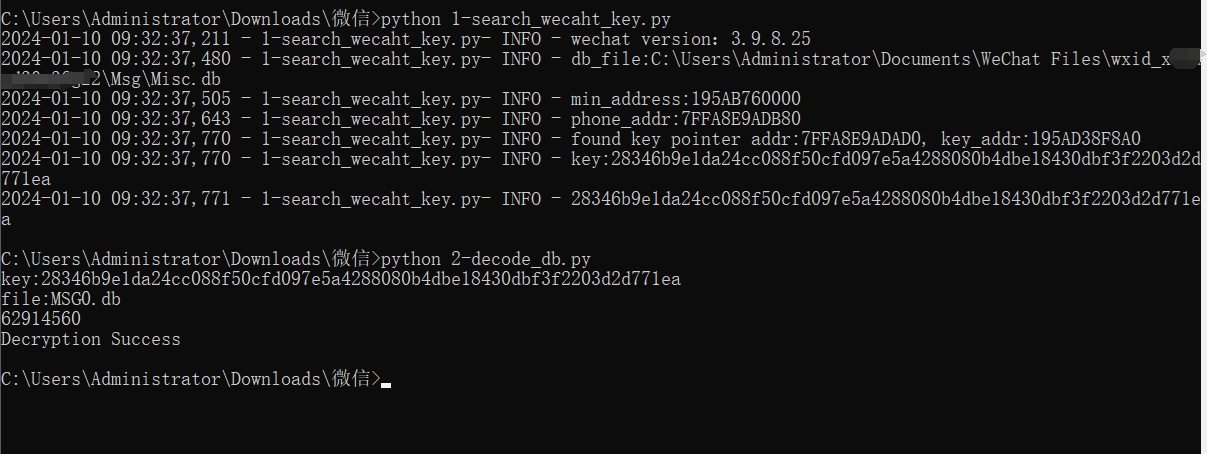 C:\Users\Administrator\Downloads\微信>python 1-search_wecaht_key.py
2024-01-10 09:32:37,211 - 1-search_wecaht_key.py- INFO - wechat version：3.9.8.25
2024-01-10 09:32:37,480 - 1-search_wecaht_key.py- INFO - db_file:C:\Users\Administrator\Documents\WeChat Files\wxid_x
2\Msg\Misc.db
2024-01-10 09:32:37,505 - 1-search_wecaht_key.py- INFO - min_address:195AB760000
2024-01-10 09:32:37,643 - 1-search_wecaht_key.py- INFO - phone_addr:7FFA8E9ADB80
2024-01-10 09:32:37,770 - 1-search_wecaht_key.py- INFO - found key pointer addr:7FFA8E9ADAD0, key_addr:195AD38F8A0
2024-01-10 09:32:37,770 - 1-search_wecaht_key.py- INFO - key:28346b9e1da24cc088f50cfd097e5a4288080b4dbe18430dbf3f2203d2d
771ea
2024-01-10 09:32:37,771 - 1-search_wecaht_key.py- INFO - 28346b9e1da24cc088f50cfd097e5a4288080b4dbe18430dbf3f2203d2d771e
a
C:\Users\Administrator\Downloads\微信>python 2-decode_db.py
key:28346b9e1da24cc088f50cfd097e5a4288080b4dbe18430dbf3f2203d2d771ea
file:MSG0.db
62914560
Decryption Success
C:\Users\Administrator\Downloads\微信>